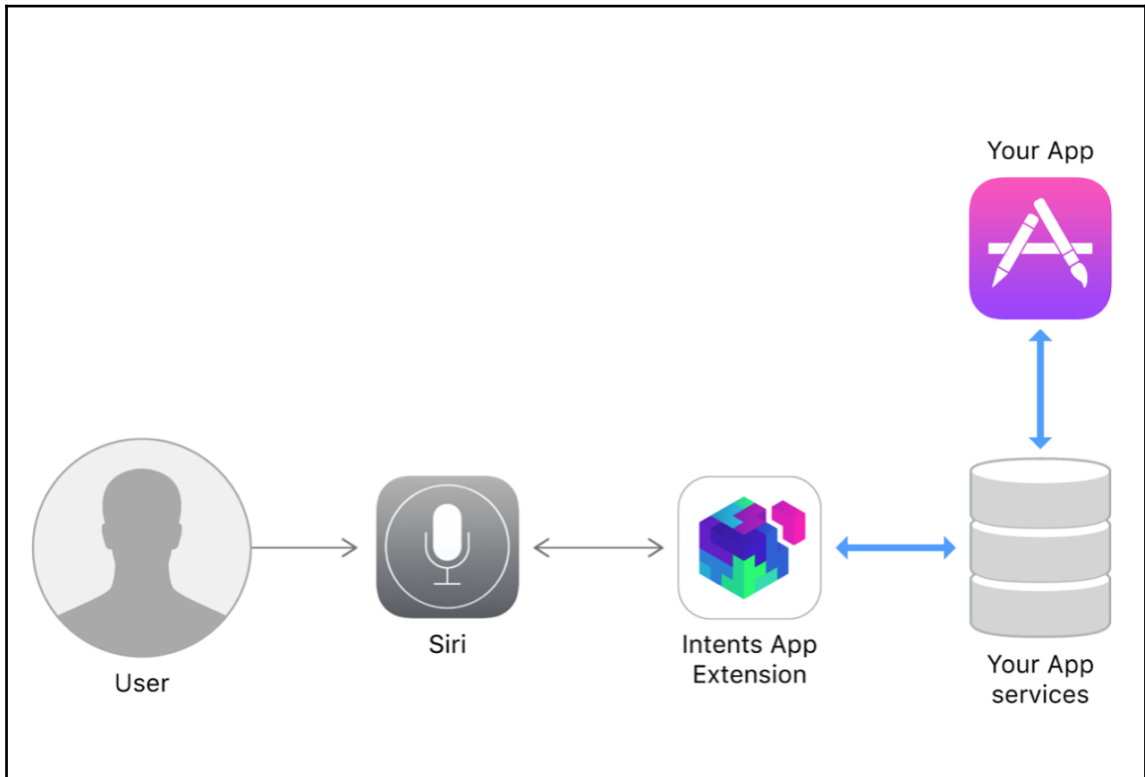 Your App
User
Siri
Intents App
Extension
Your App
services